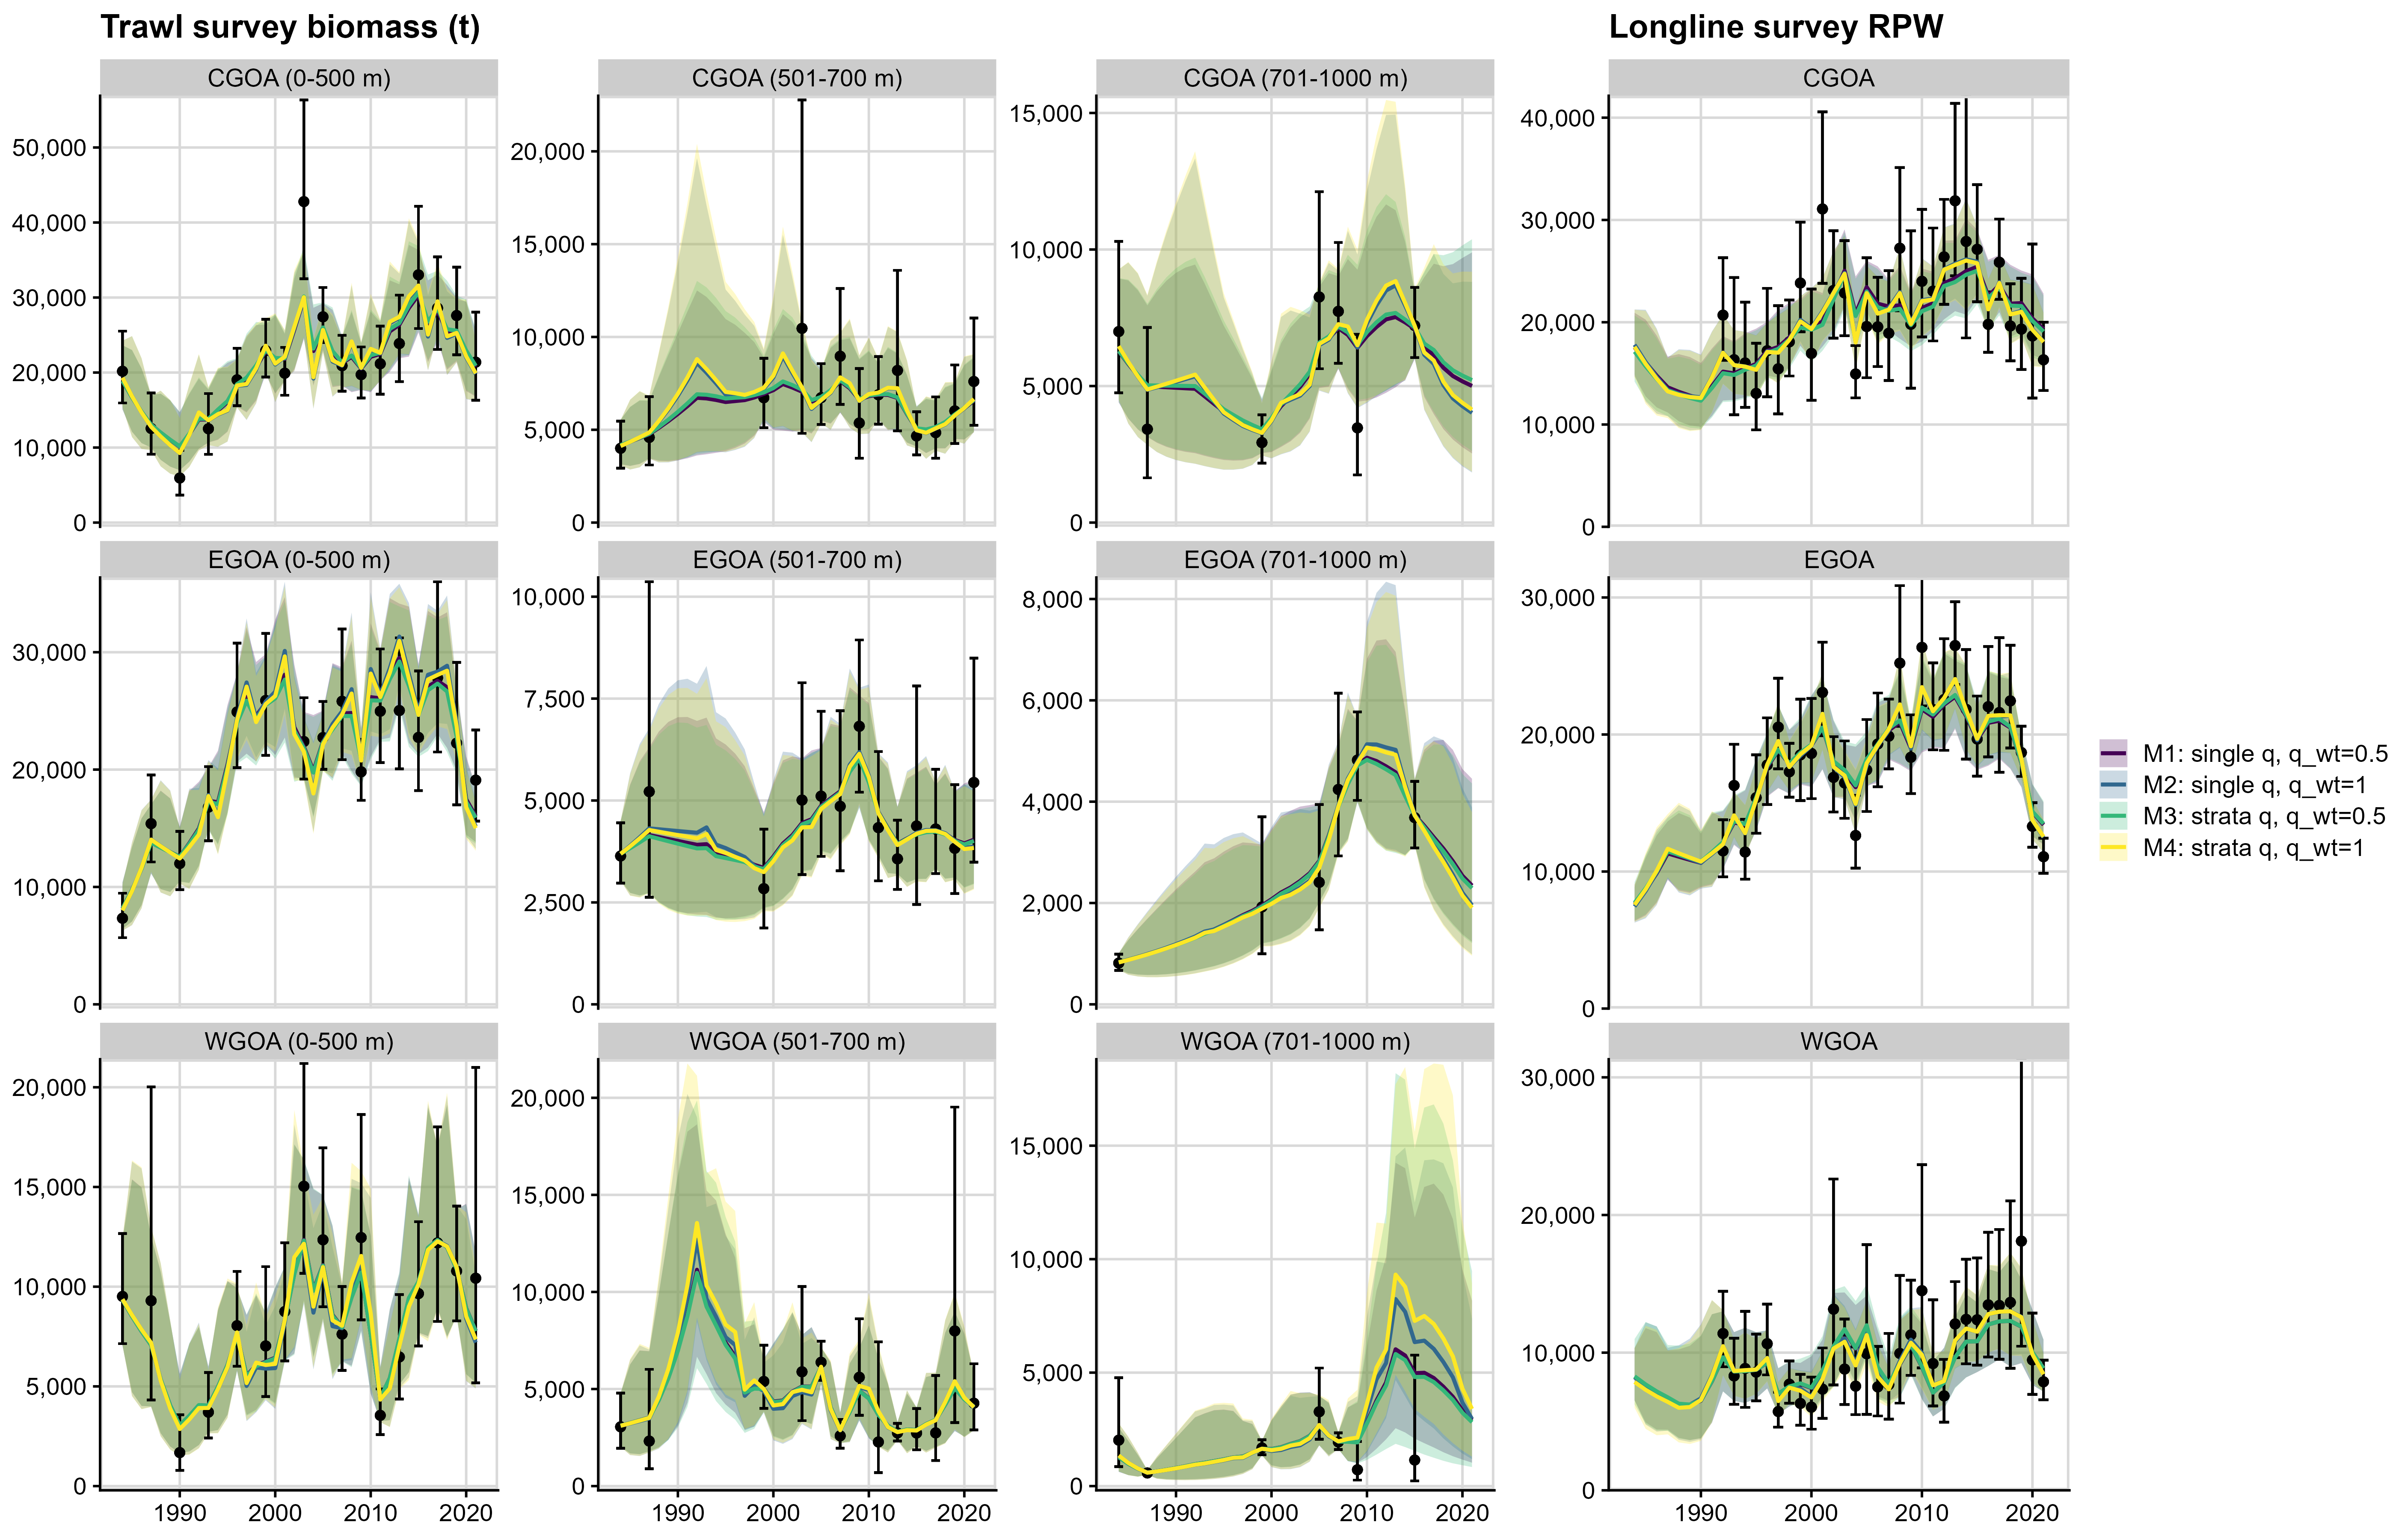 Trawl survey biomass (t)
Longline survey RPW
CGOA (0-500 m)
CGOA (501-700 m)
CGOA (701-1000 m)
CGOA
50,000
40,000
30,000
20,000
10,000
0
20,000
15,000
10,000
5,000
0
15,000
10,000
5,000
0
40,000
30,000
20,000
10,000
0
EGOA (0-500 m)
EGOA (501-700 m)
EGOA (701-1000 m)
EGOA
30,000
20,000
10,000
0
10,000
7,500
5,000
2,500
0
8,000
6,000
4,000
2,000
0
30,000
20,000
10,000
0
WGOA (0-500 m)
WGOA (501-700 m)
WGOA (701-1000 m)
WGOA
20,000
15,000
10,000
5,000
0
20,000
15,000
10,000
5,000
0
15,000
10,000
5,000
0
30,000
20,000
10,000
0
1990 2000 2010 2020
1990 2000 2010 2020
1990 2000 2010 2020
1990 2000 2010 2020
M1: single q, q_wt=0.5
M2: single q, q_wt=1
M3: strata q, q_wt=0.5
M4: strata q, q_wt=1